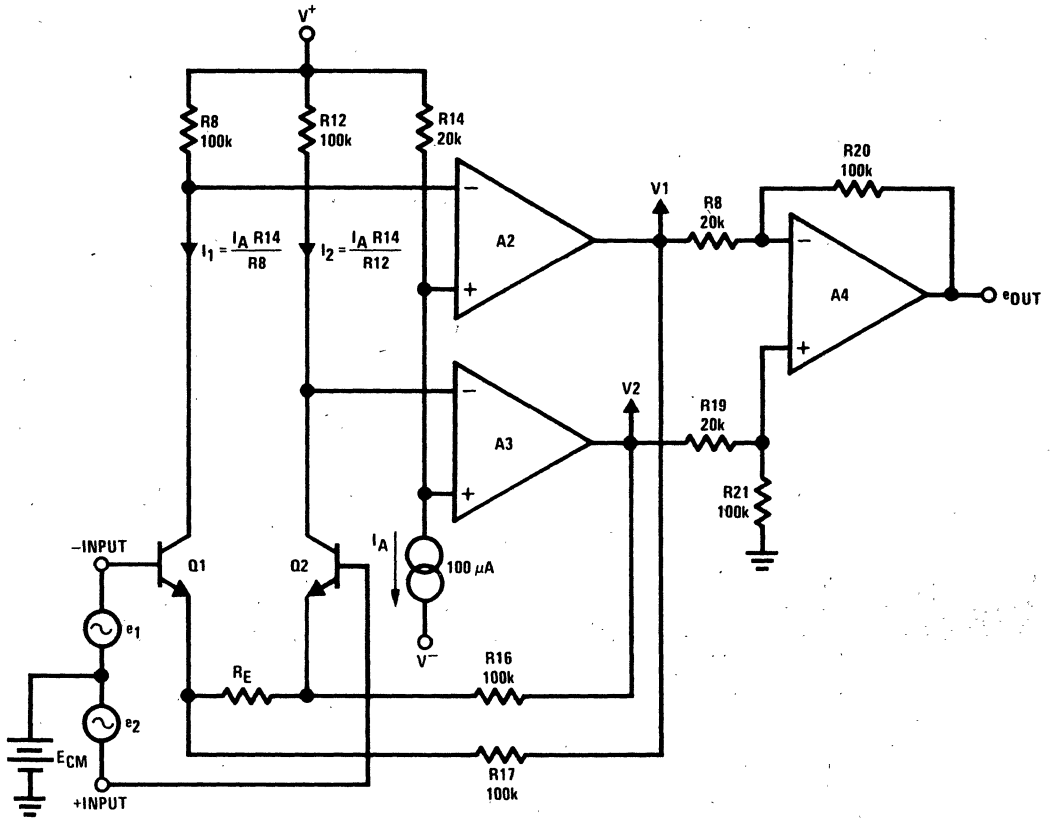 V+
R8
100k
R12
100k
R14
20k
I1 = IA R14 / R8
I2 = IA R14 / R12
−
+
A2
V1
R8
20k
R20
100k
−
+
A4
eOUT
−
+
A3
V2
R19
20k
R21
100k
IA
100 µA
V−
−INPUT
Q1
Q2
e1
e2
ECM
+INPUT
RE
R16
100k
R17
100k